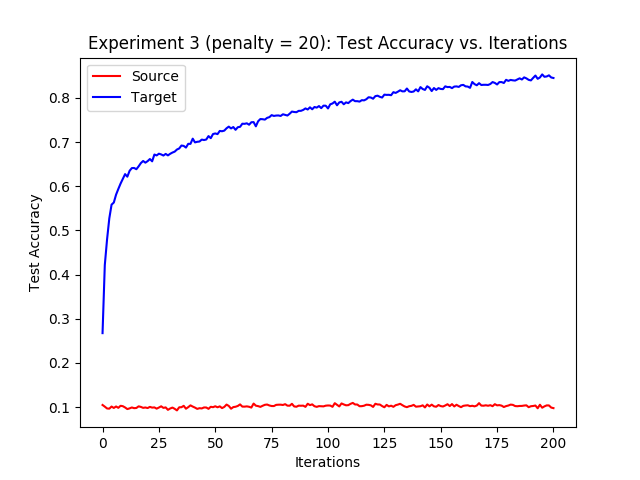 Experiment 3 (penalty = 20): Test Accuracy vs. Iterations
Source
Target
Test Accuracy
0.8
0.7
0.6
0.5
0.4
0.3
0.2
0.1
0 25 50 75 100 125 150 175 200
Iterations